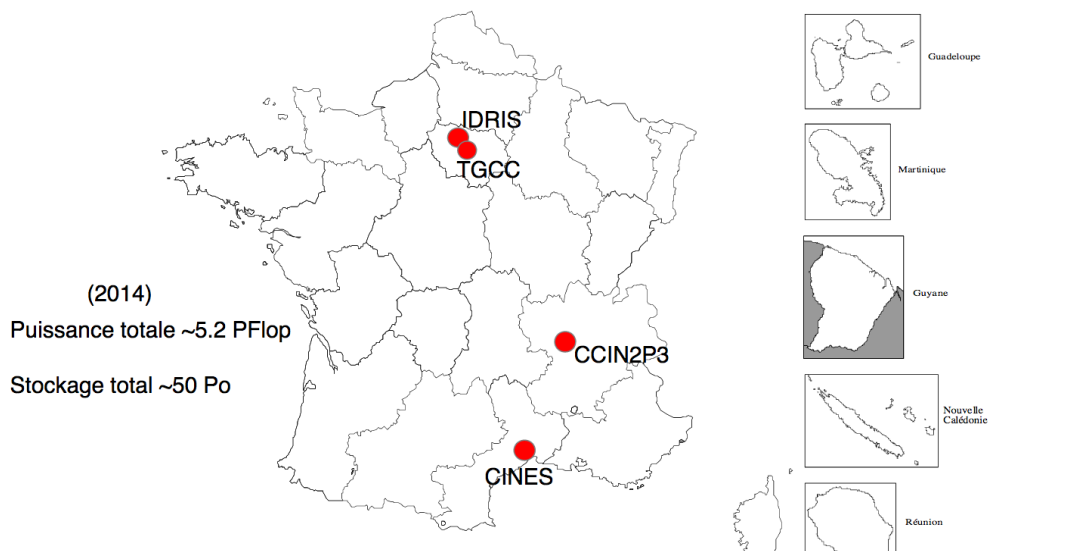 IDRIS
TGCC
(2014)
Puissance totale ~5.2 PFlop
Stockage total ~50 Po
CCIN2P3
CINES
Guadeloupe
Martinique
Guyane
Nouvelle
Calédonie
Réunion